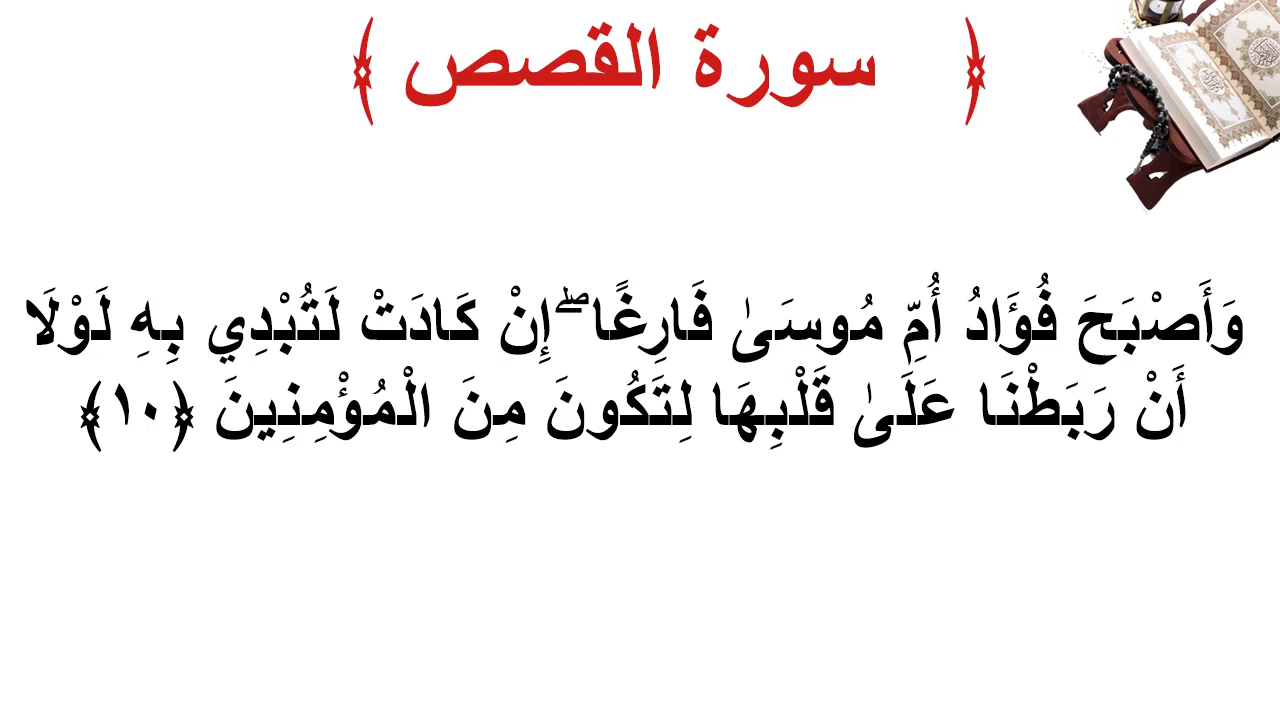 ﴿ سورة القصص ﴾
وَأَصْبَحَ فُؤَادُ أُمِّ مُوسَىٰ فَارِغًا ۖ إِنْ كَادَتْ لَتُبْدِي بِهِ لَوْلَا
أَنْ رَبَطْنَا عَلَىٰ قَلْبِهَا لِتَكُونَ مِنَ الْمُؤْمِنِينَ ﴿١٠﴾